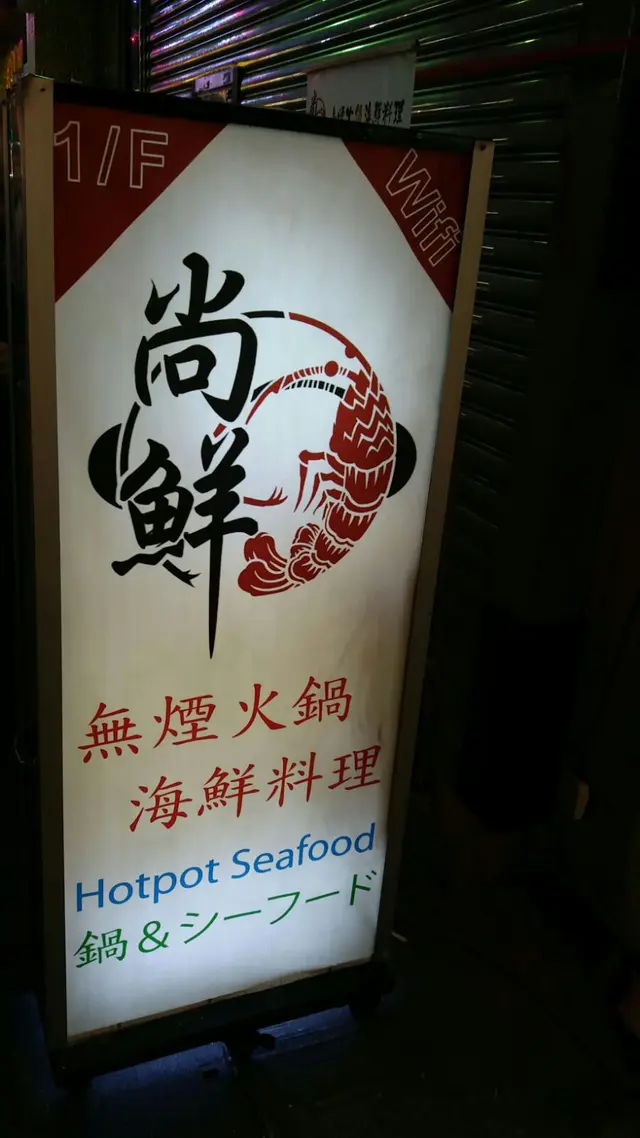 1/F
Wifi
尚
鮮
無煙火鍋
海鮮料理
Hotpot Seafood
鍋&シーフード